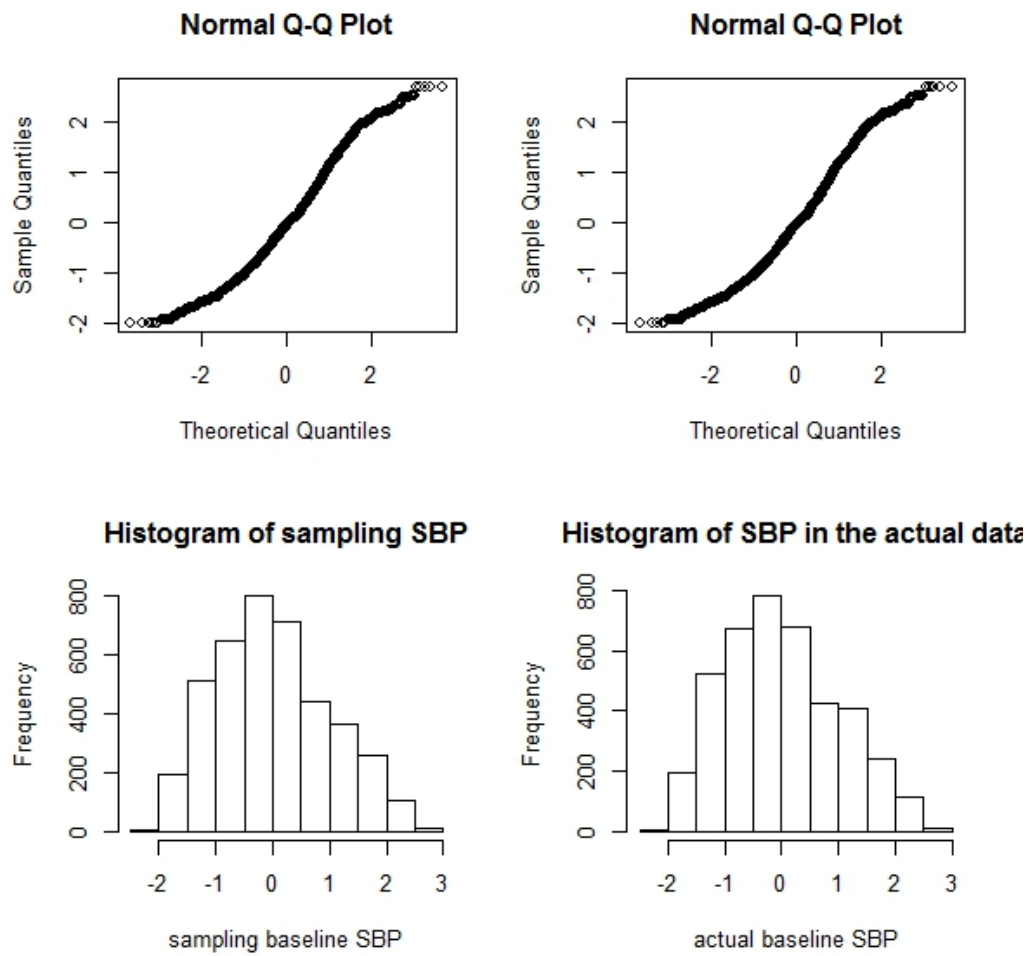 Normal Q-Q Plot
Sample Quantiles
2
1
0
-1
-2
-2 0 2
Theoretical Quantiles
Normal Q-Q Plot
Sample Quantiles
2
1
0
-1
-2
-2 0 2
Theoretical Quantiles
Histogram of sampling SBP
Frequency
800
600
400
200
0
-2 -1 0 1 2 3
sampling baseline SBP
Histogram of SBP in the actual data
Frequency
800
600
400
200
0
-2 -1 0 1 2 3
actual baseline SBP